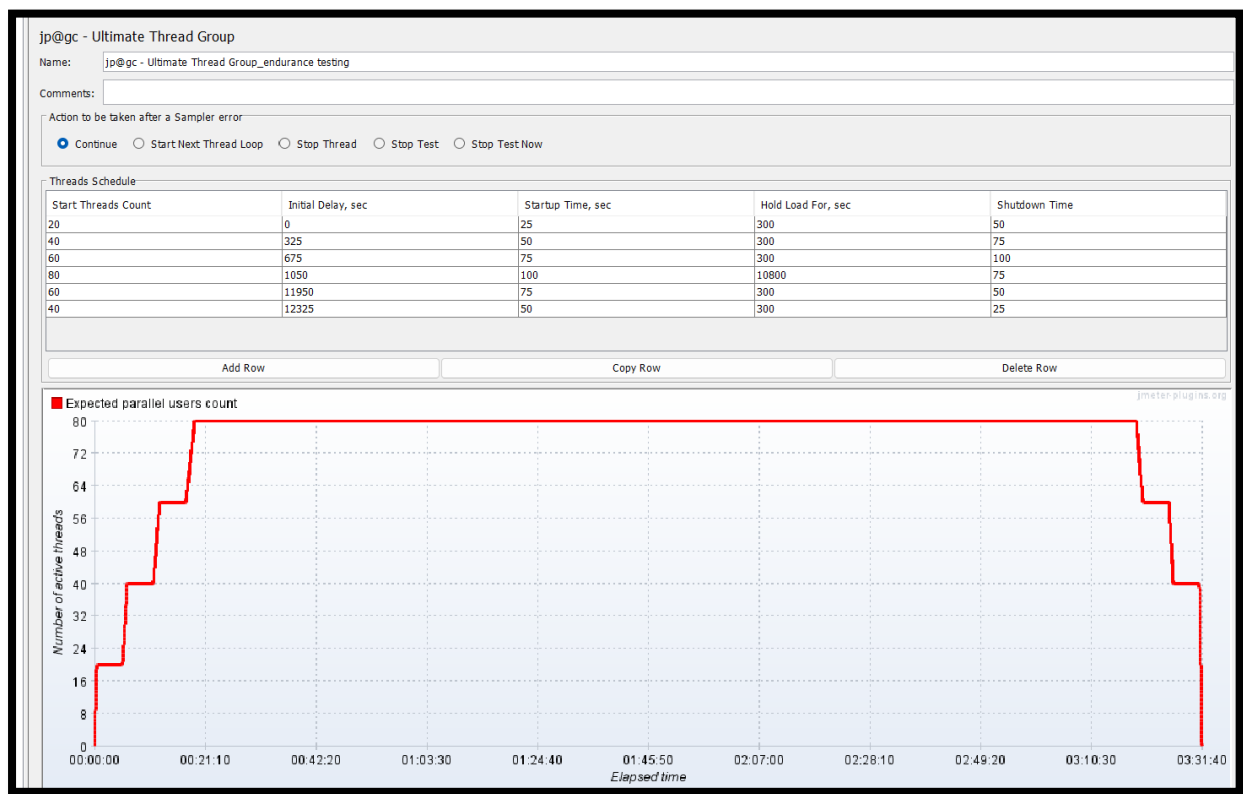 jp@gc - Ultimate Thread Group
Name: jp@gc - Ultimate Thread Group_endurance testing
Comments:
Action to be taken after a Sampler error
Continue Start Next Thread Loop Stop Thread Stop Test Stop Test Now
Threads Schedule
Start Threads Count Initial Delay, sec Startup Time, sec Hold Load For, sec Shutdown Time
20 0 25 300 50
40 325 50 300 75
60 675 75 300 100
80 1050 100 10800 75
60 11950 75 300 50
40 12325 50 300 25
Add Row Copy Row Delete Row
jmeter-plugins.org
Expected parallel users count
80
72
64
56
48
40
32
24
16
8
0
Number of active threads
00:00:00 00:21:10 00:42:20 01:03:30 01:24:40 01:45:50 02:07:00 02:28:10 02:49:20 03:10:30 03:31:40
Elapsed time